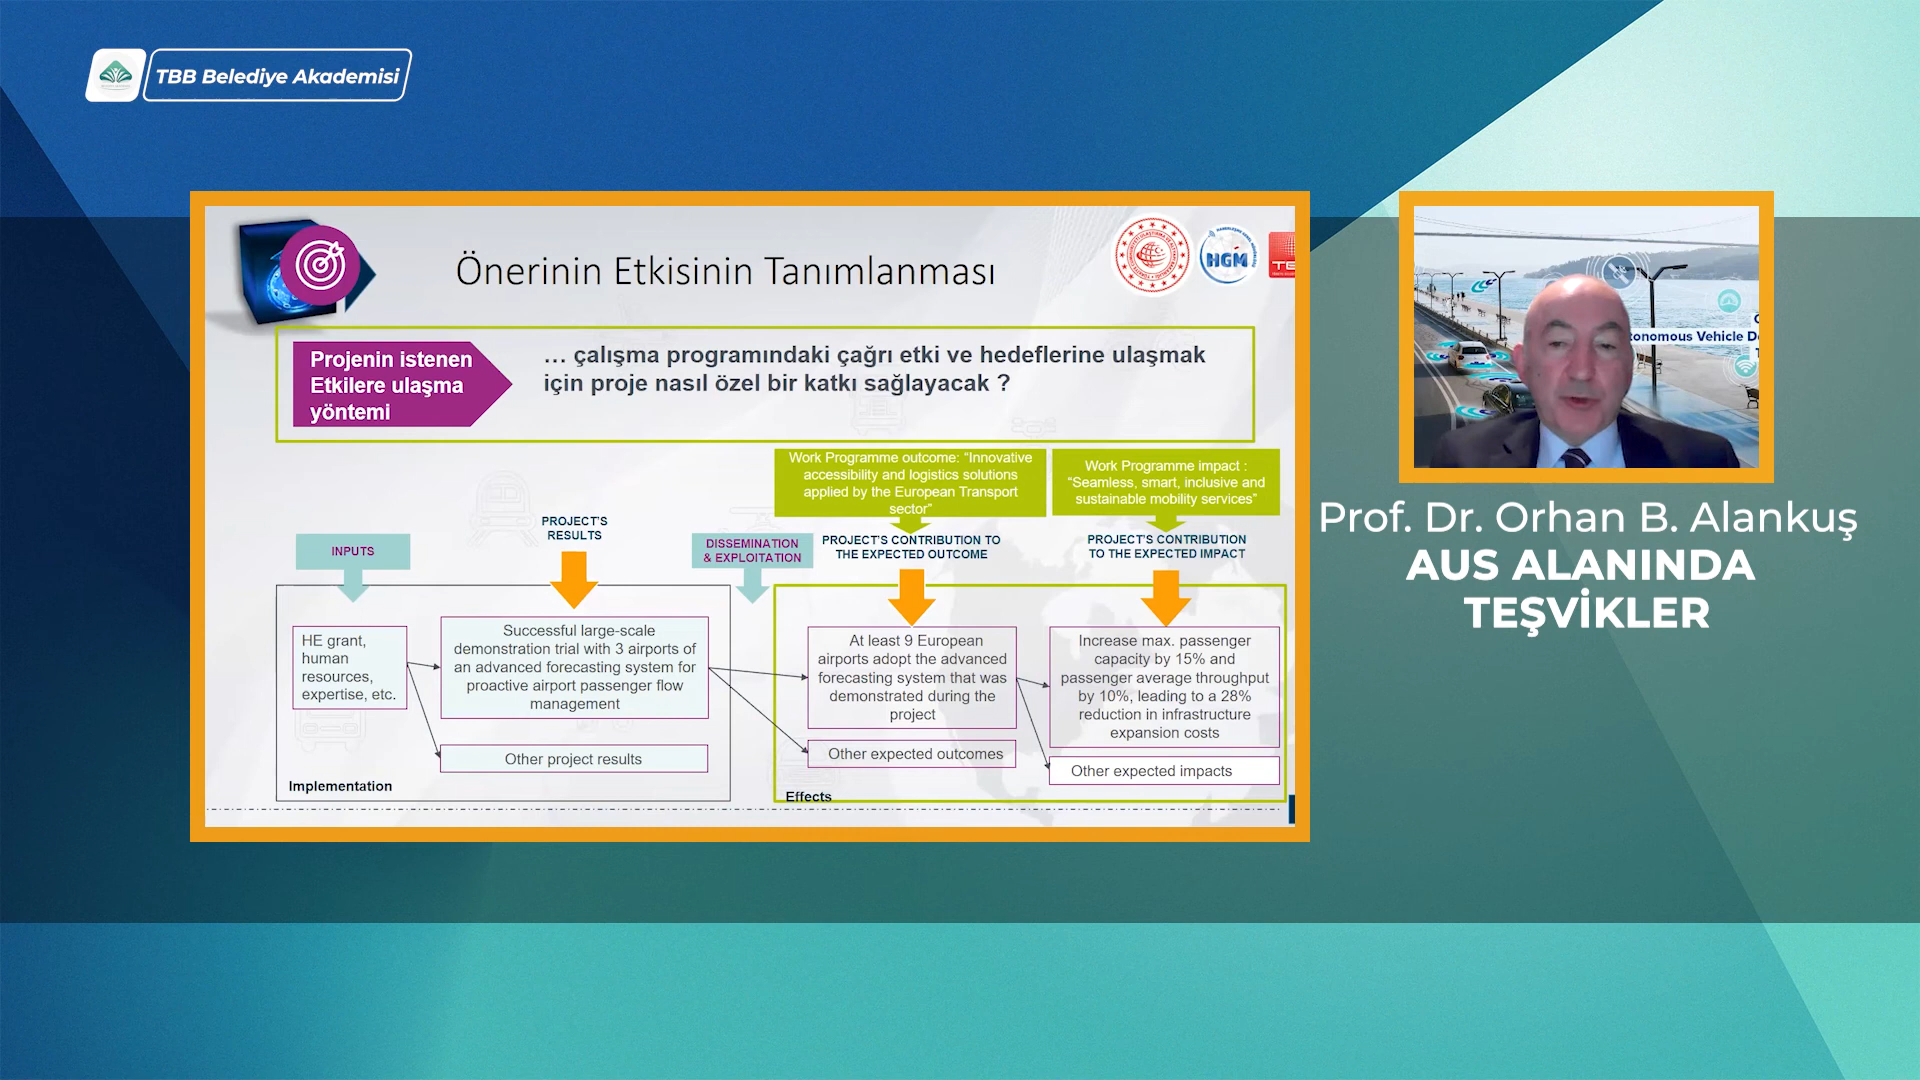 TBB Belediye Akademisi
Önerinin Etkisinin Tanımlanması
HGM
Projenin istenen
Etkilere ulaşma
yöntemi
... çalışma programındaki çağrı etki ve hedeflerine ulaşmak
için proje nasıl özel bir katkı sağlayacak ?
Work Programme outcome: “Innovative
accessibility and logistics solutions
applied by the European Transport
sector”
Work Programme impact :
“Seamless, smart, inclusive and
sustainable mobility services”
INPUTS
PROJECT'S
RESULTS
DISSEMINATION
& EXPLOITATION
PROJECT'S CONTRIBUTION TO
THE EXPECTED OUTCOME
PROJECT'S CONTRIBUTION
TO THE EXPECTED IMPACT
HE grant,
human
resources,
expertise, etc.
Successful large-scale
demonstration trial with 3 airports of
an advanced forecasting system for
proactive airport passenger flow
management
Other project results
Implementation
At least 9 European
airports adopt the advanced
forecasting system that was
demonstrated during the
project
Other expected outcomes
Effects
Increase max. passenger
capacity by 15% and
passenger average throughput
by 10%, leading to a 28%
reduction in infrastructure
expansion costs
Other expected impacts
Vehicle
Prof. Dr. Orhan B. Alankuş
AUS ALANINDA
TEŞVİKLER